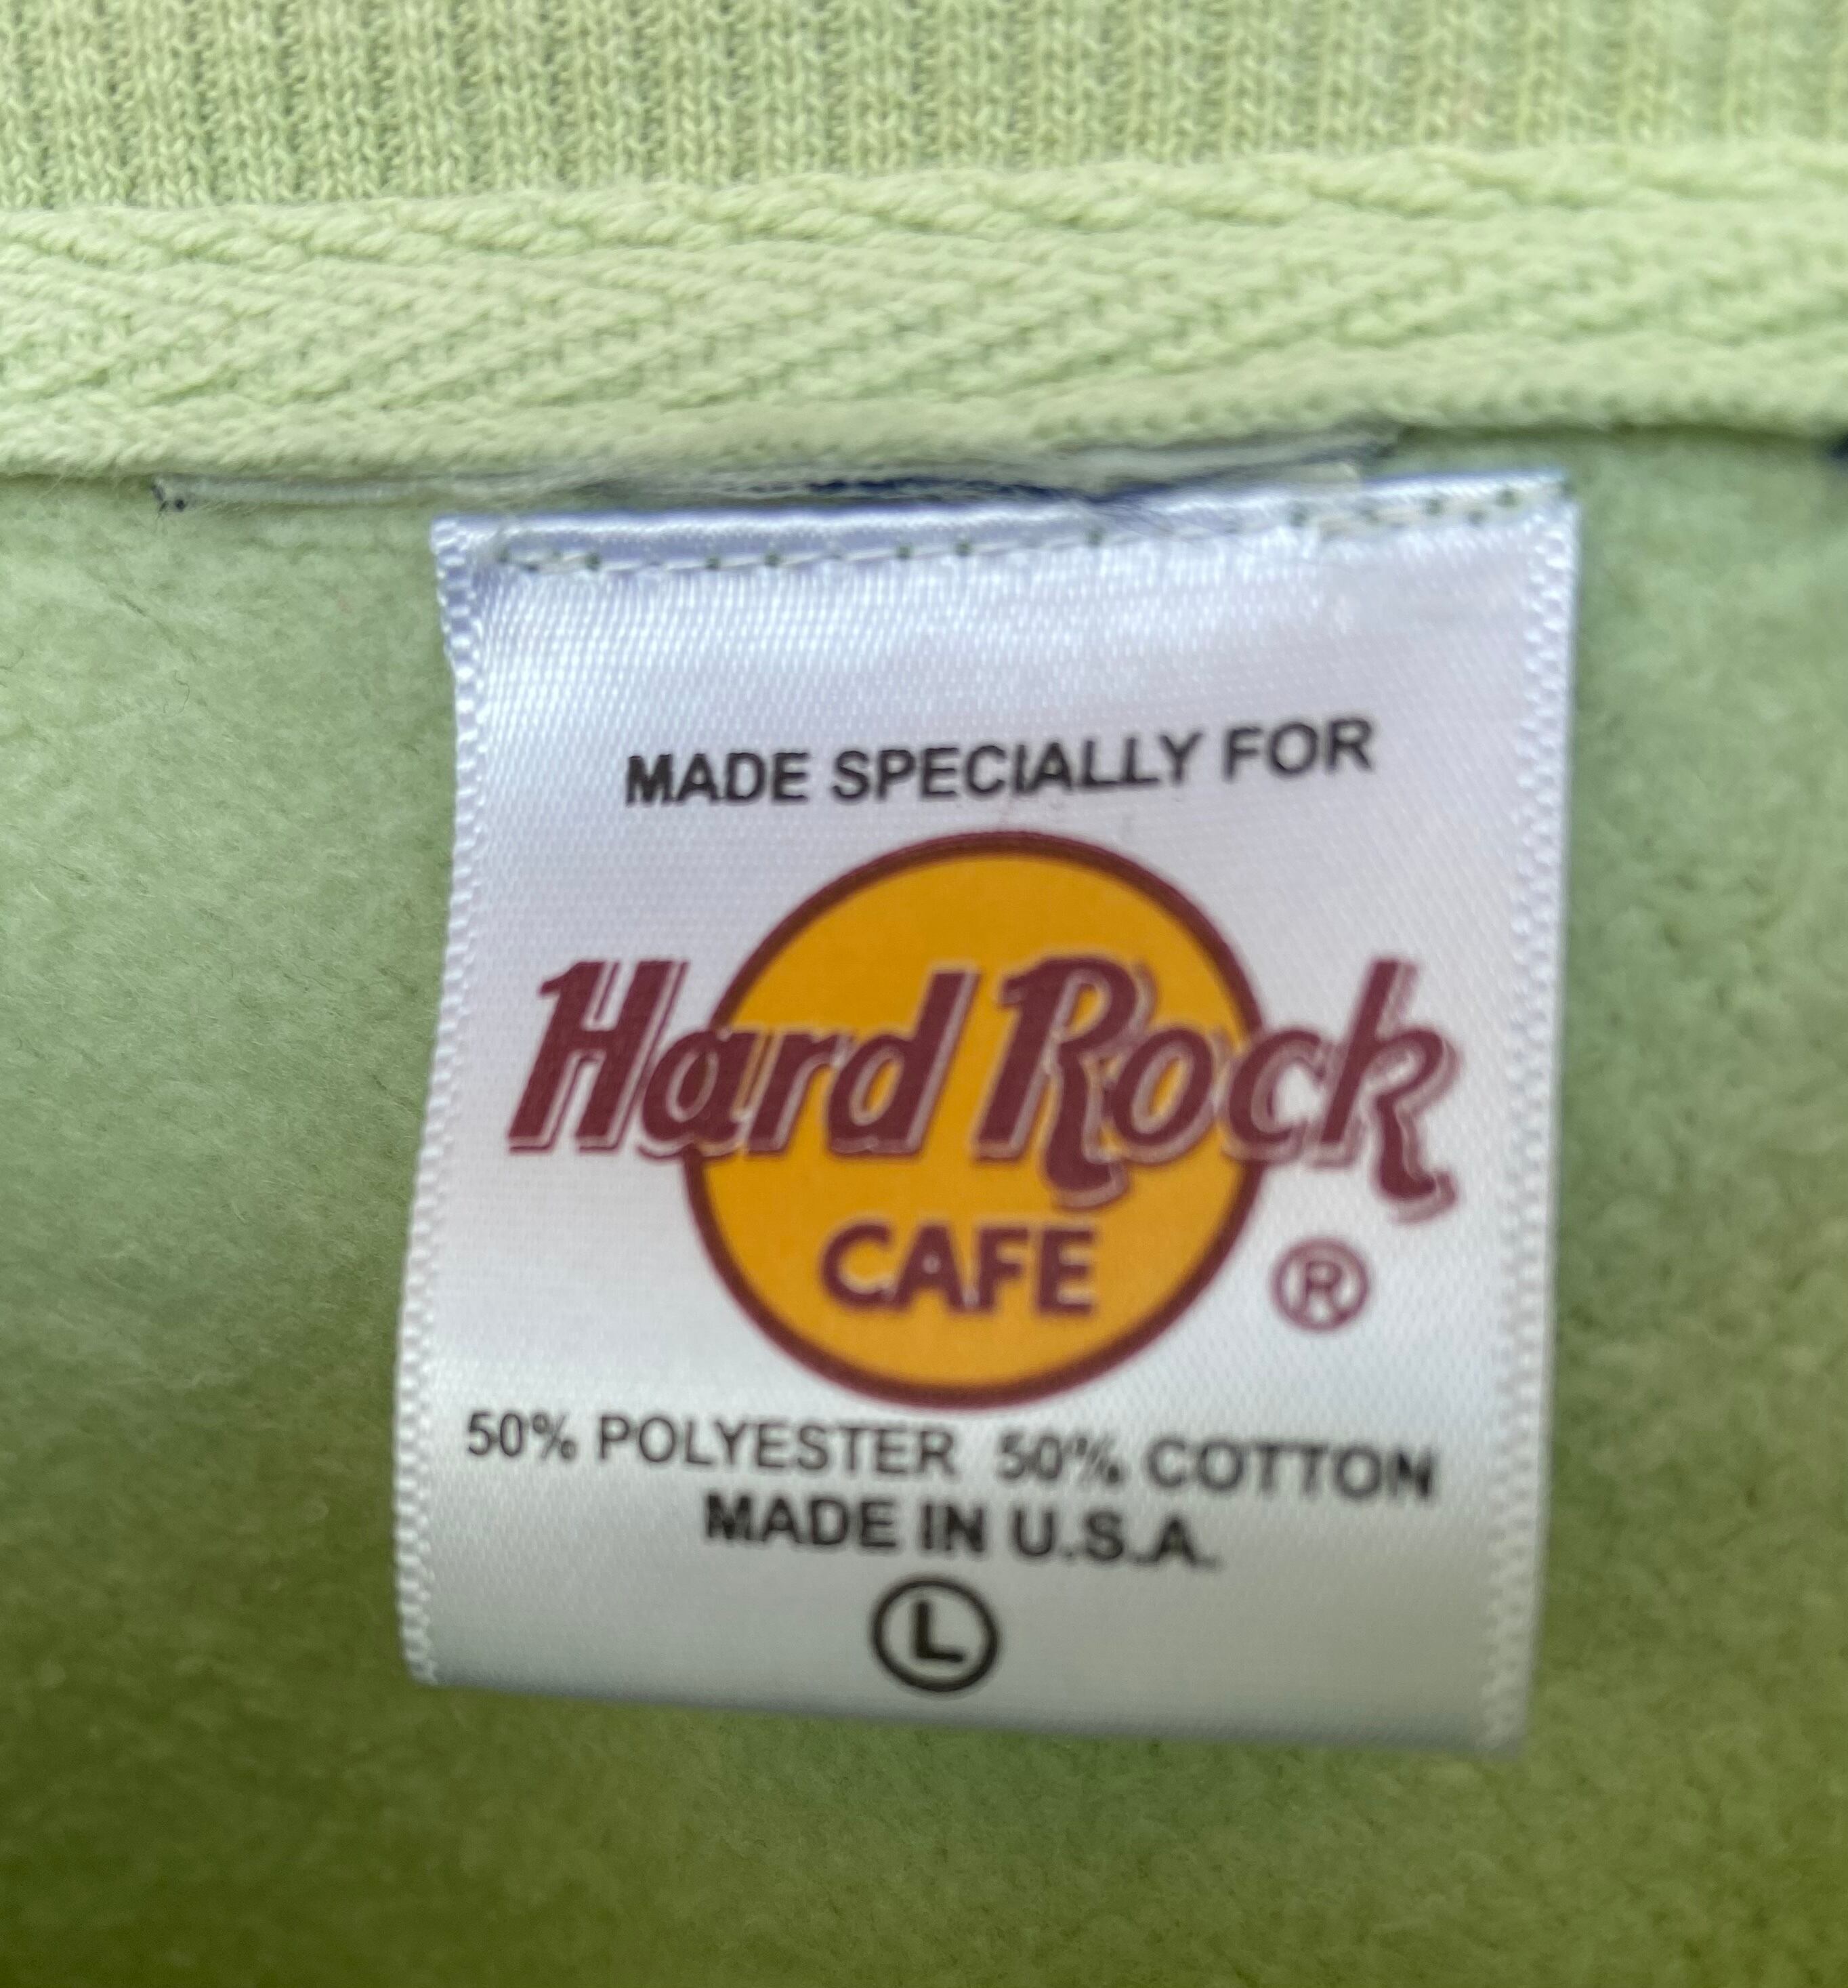 MADE SPECIALLY FOR
Hard Rock
CAFE
®
50% POLYESTER 50% COTTON
MADE IN U.S.A.
L